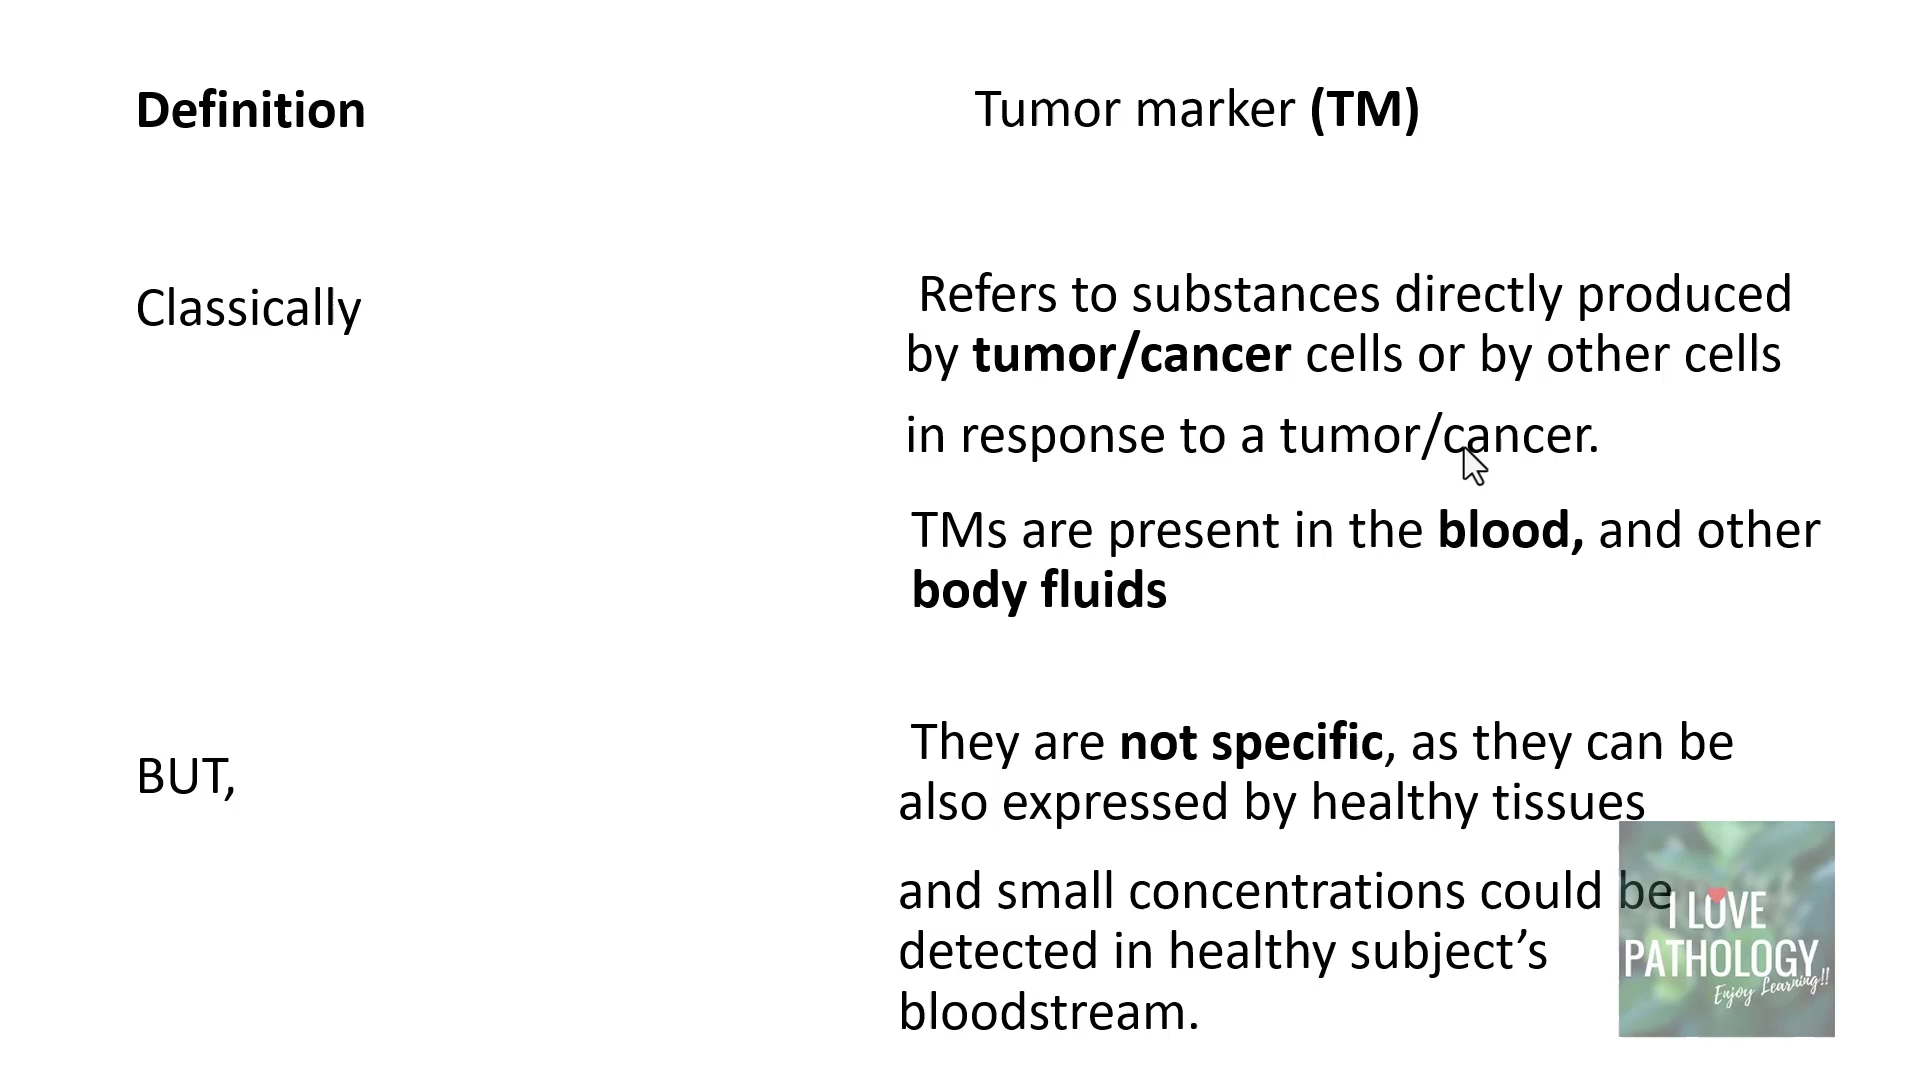 Definition
Tumor marker (TM)
Classically
Refers to substances directly produced
by tumor/cancer cells or by other cells
in response to a tumor/cancer.
TMs are present in the blood, and other
body fluids
BUT,
They are not specific, as they can be
also expressed by healthy tissues
and small concentrations could be
detected in healthy subject’s
bloodstream.
I LOVE
PATHOLOGY
Enjoy Learning!!